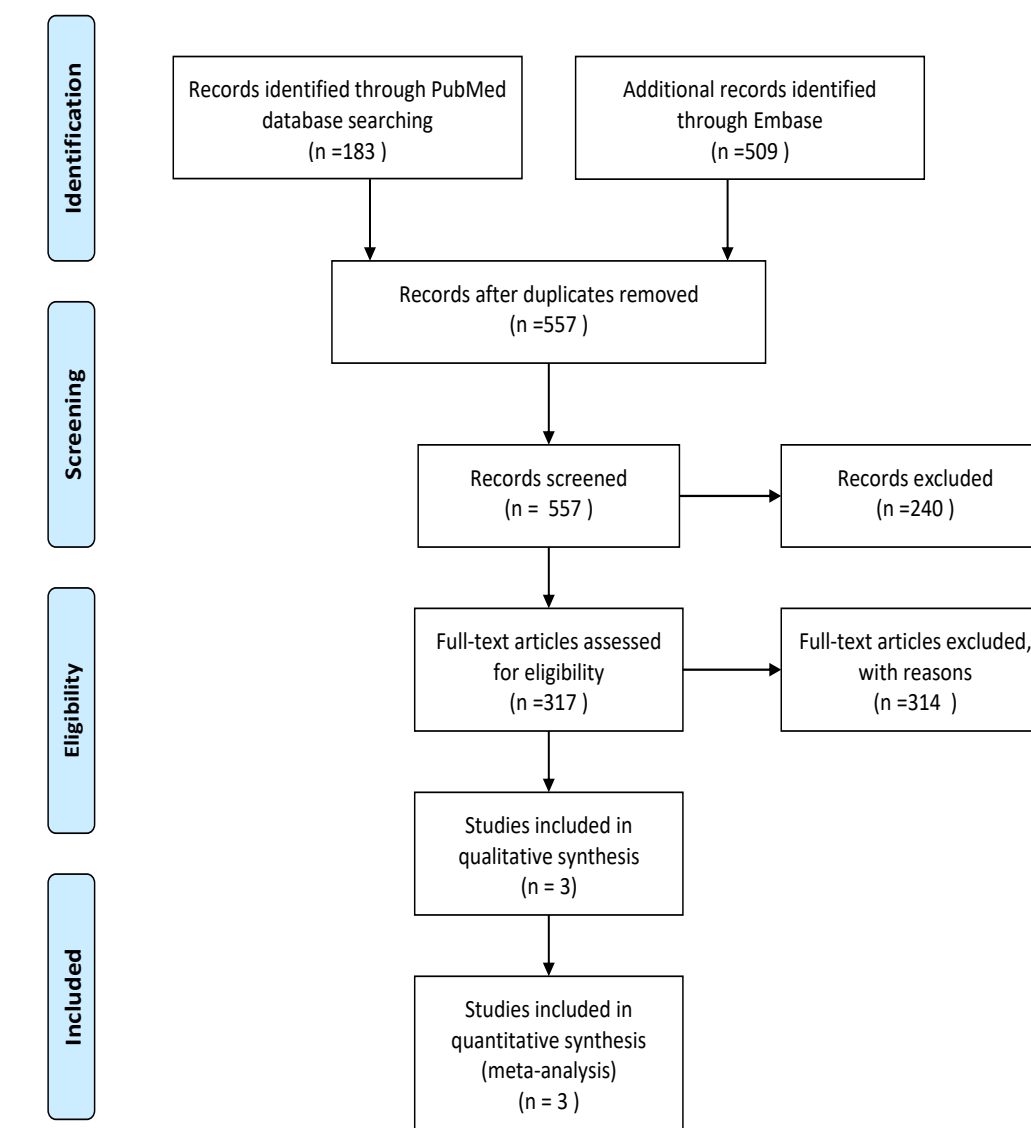 Identification
Records identified through PubMed
database searching
(n =183 )
Additional records identified
through Embase
(n =509 )
Records after duplicates removed
(n =557 )
Screening
Records screened
(n = 557 )
Records excluded
(n =240 )
Eligibility
Full-text articles assessed
for eligibility
(n =317 )
Full-text articles excluded,
with reasons
(n =314 )
Studies included in
qualitative synthesis
(n = 3)
Included
Studies included in
quantitative synthesis
(meta-analysis)
(n = 3 )